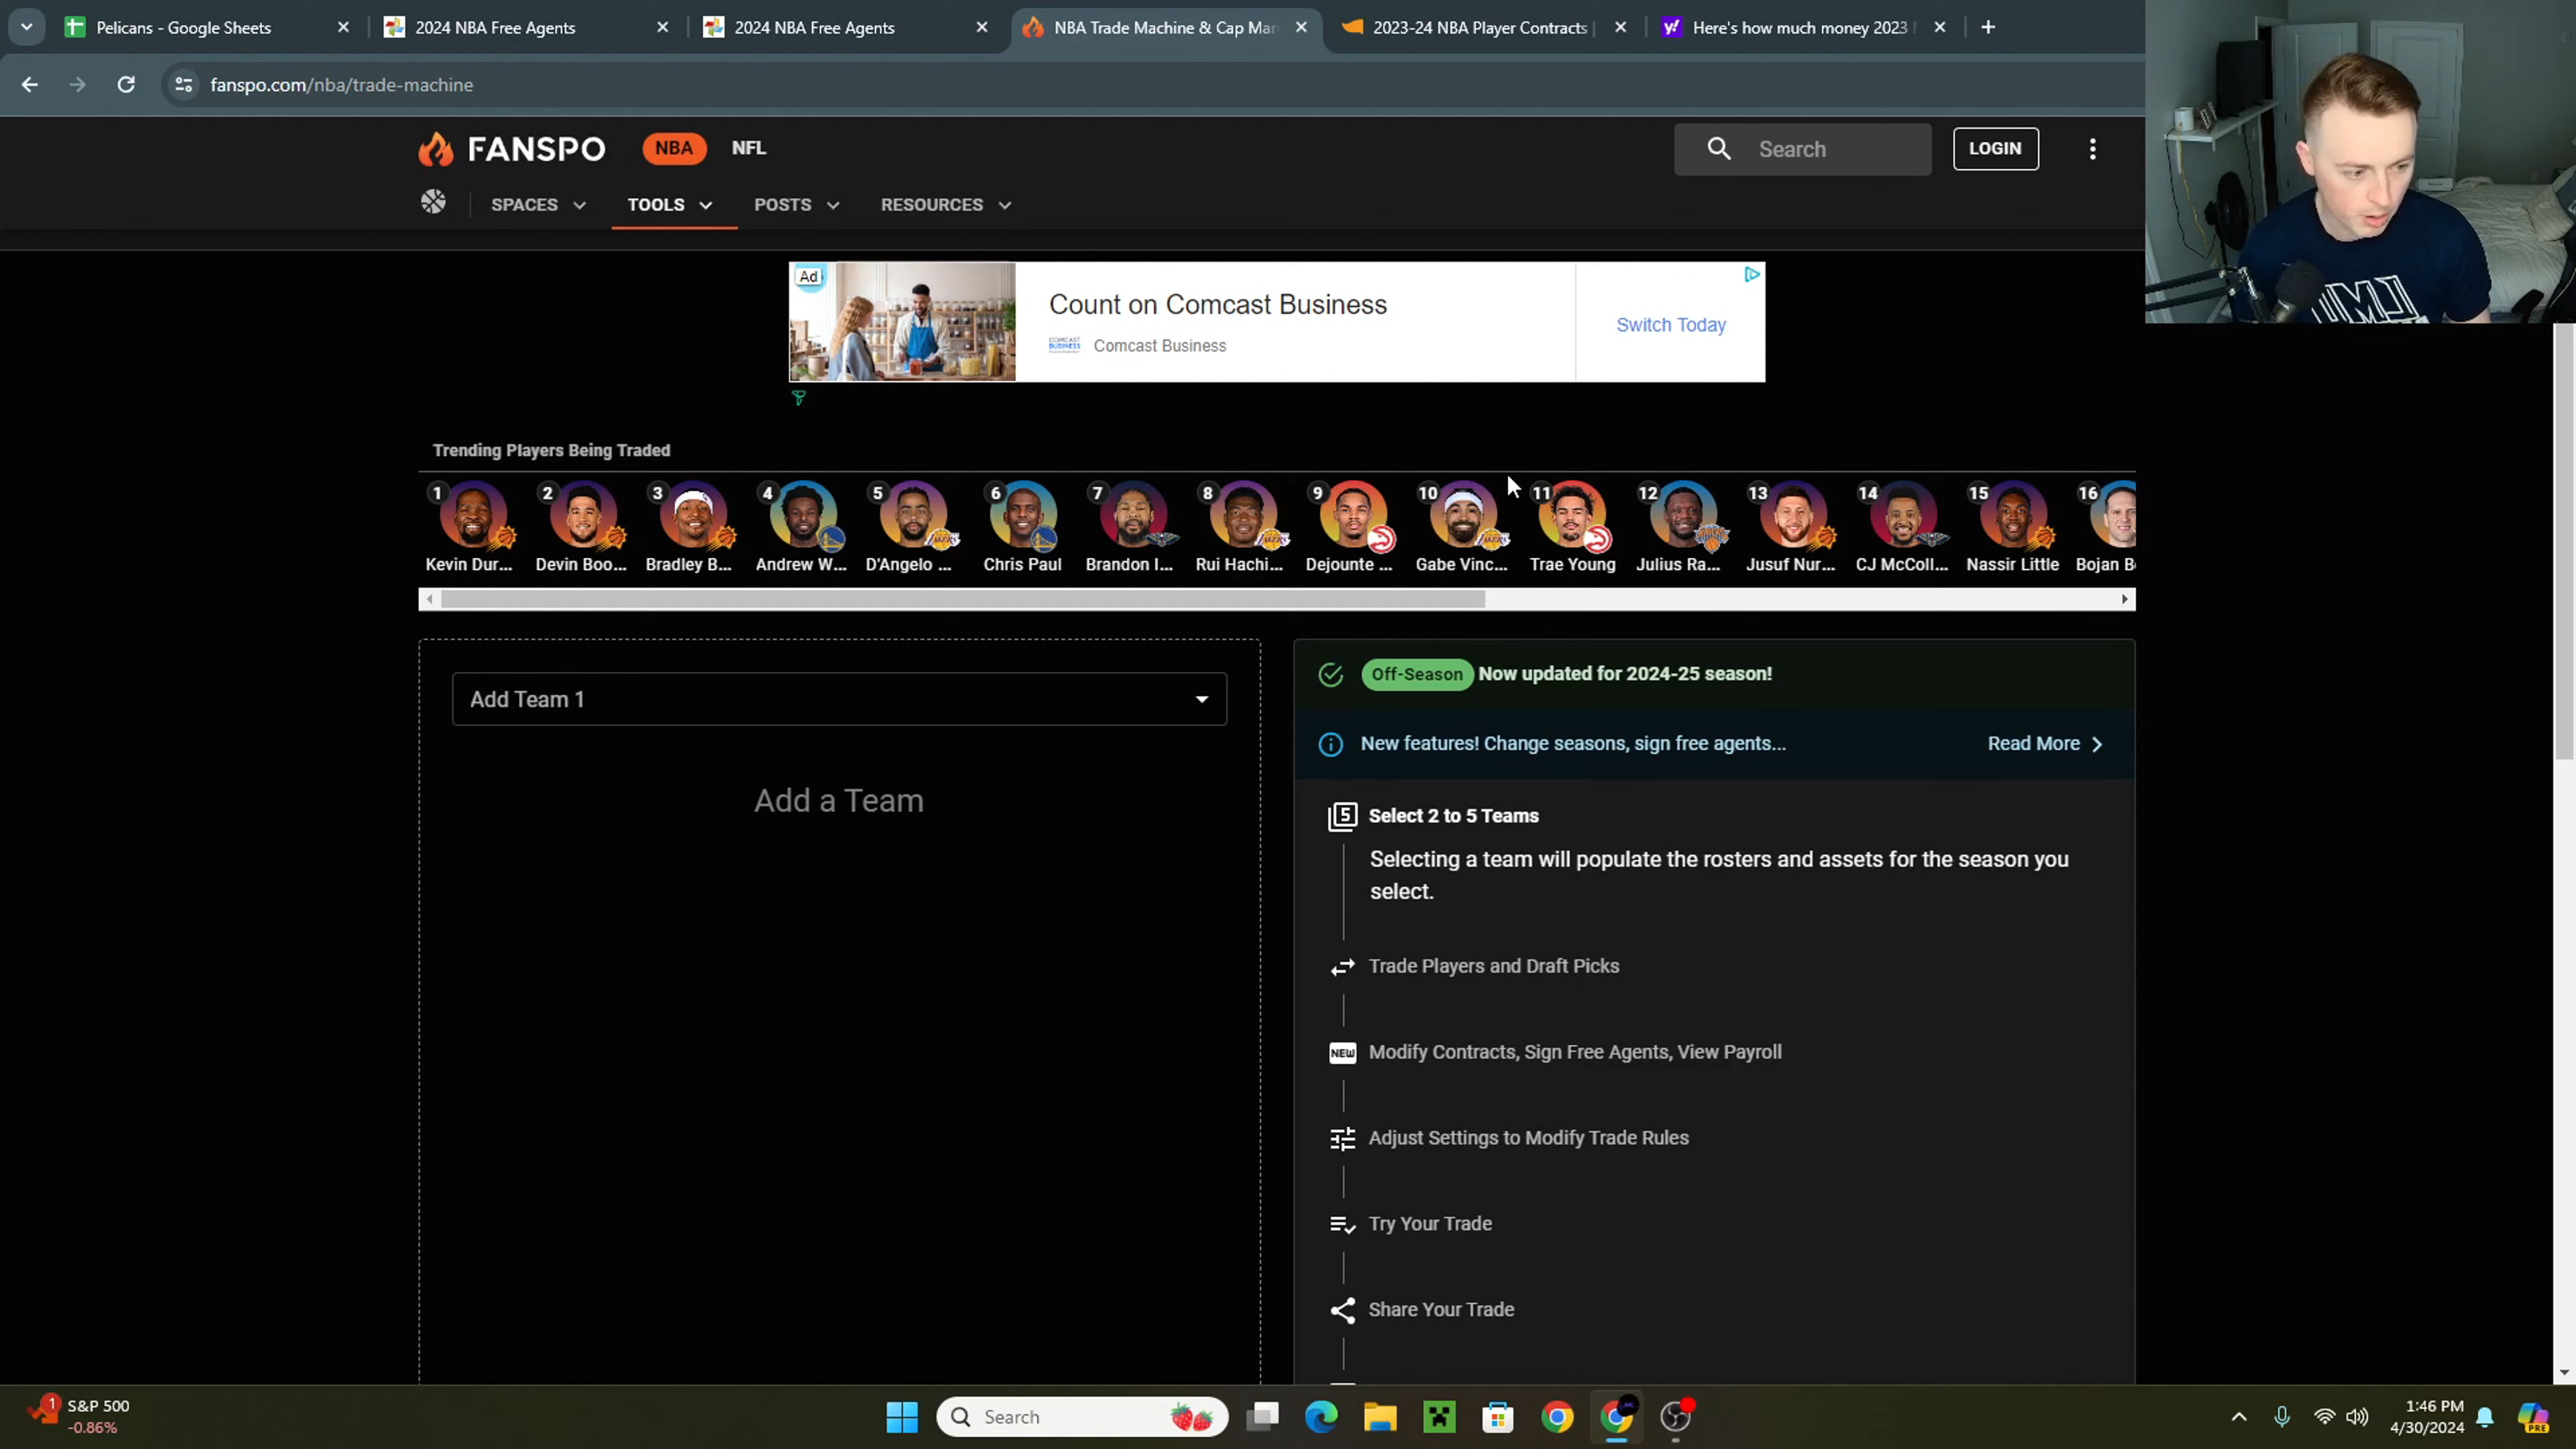 Pelicans - Google Sheets
2024 NBA Free Agents
2024 NBA Free Agents
NBA Trade Machine & Cap Man
2023-24 NBA Player Contracts |
Here's how much money 2023
fanspo.com/nba/trade-machine
FANSPO
NBA
NFL
Search
LOGIN
SPACES
TOOLS
POSTS
RESOURCES
Ad
Count on Comcast Business
COMCAST
BUSINESS
Comcast Business
Switch Today
Trending Players Being Traded
1 2 3 4 5 6 7 8 9 10 11 12 13 14 15 16
Kevin Dur... Devin Boo... Bradley B... Andrew W... D'Angelo ... Chris Paul Brandon I... Rui Hachi... Dejounte ... Gabe Vinc... Trae Young Julius Ra... Jusuf Nur... CJ McColl... Nassir Little Bojan B
Add Team 1
Add a Team
Off-Season Now updated for 2024-25 season!
New features! Change seasons, sign free agents...
Read More
5 Select 2 to 5 Teams
Selecting a team will populate the rosters and assets for the season you
select.
Trade Players and Draft Picks
NEW Modify Contracts, Sign Free Agents, View Payroll
Adjust Settings to Modify Trade Rules
Try Your Trade
Share Your Trade
1
S&P 500
-0.86%
Search
1:46 PM
4/30/2024
PRE